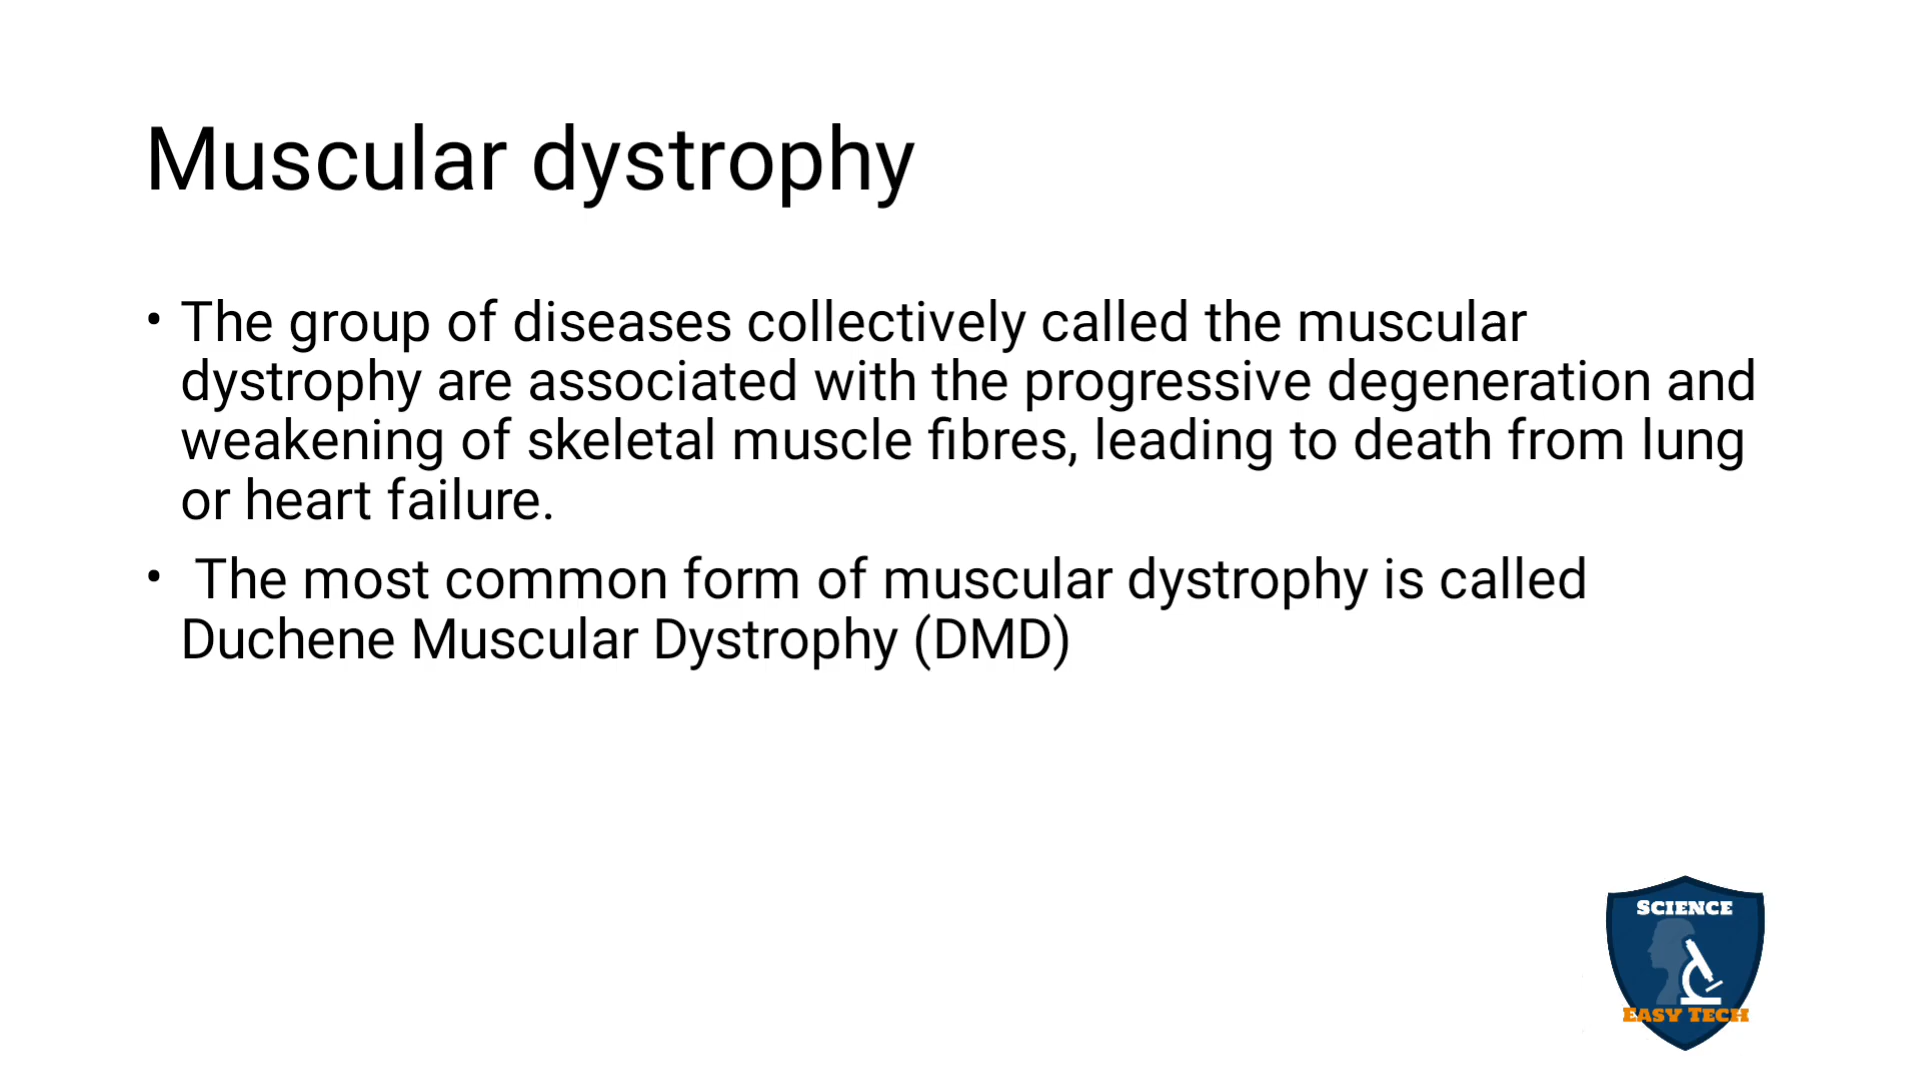 Muscular dystrophy
• The group of diseases collectively called the muscular
dystrophy are associated with the progressive degeneration and
weakening of skeletal muscle fibres, leading to death from lung
or heart failure.
• The most common form of muscular dystrophy is called
Duchene Muscular Dystrophy (DMD)
SCIENCE
EASY TECH